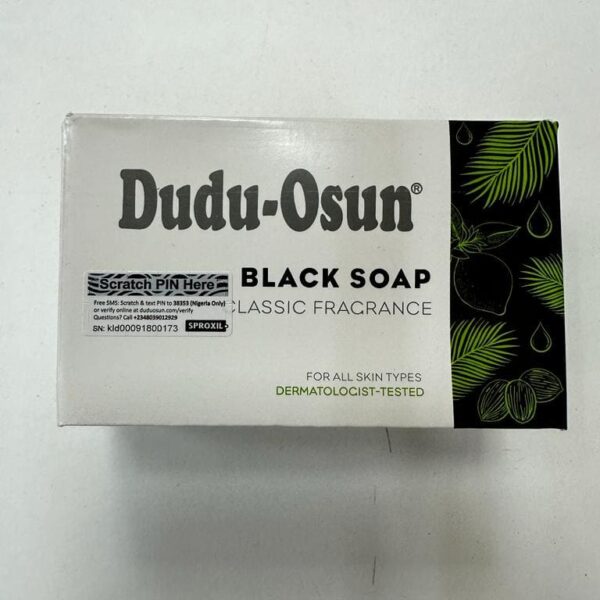 Dudu-Osun®
BLACK SOAP
CLASSIC FRAGRANCE
Scratch PIN Here
Free SMS: Scratch & text PIN to 38353 (Nigeria Only)
or verify online at duduosun.com/verify
Questions? Call +2348039012929
SN: kld00091800173 SPROXIL
FOR ALL SKIN TYPES
DERMATOLOGIST-TESTED